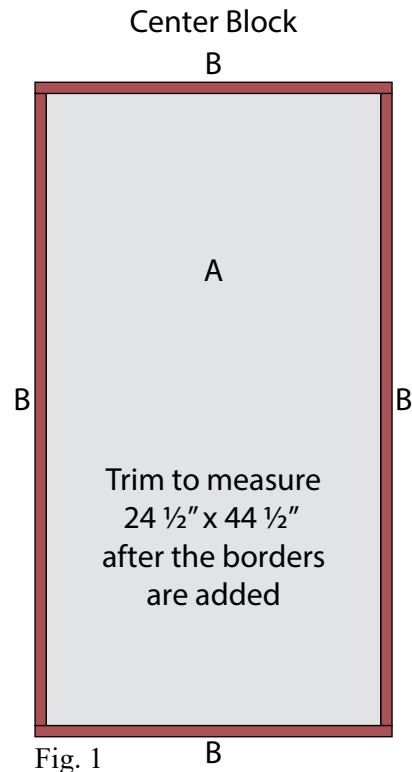 Center Block
B
A
B
B
Trim to measure
24 ½” x 44 ½”
after the borders
are added
Fig. 1
B